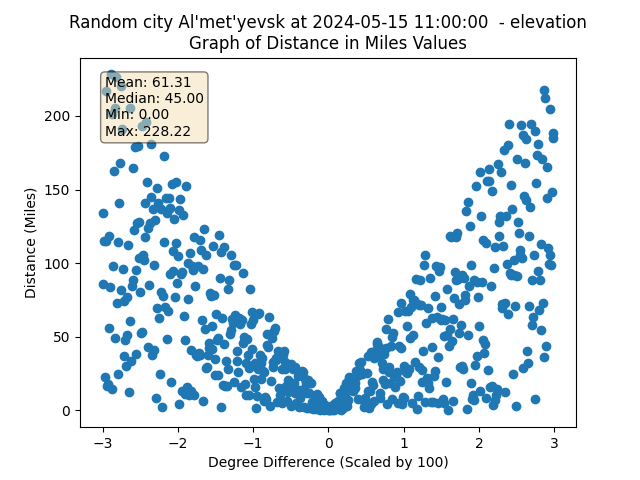 Random city Al'met'yevsk at 2024-05-15 11:00:00  - elevation
Graph of Distance in Miles Values
Mean: 61.31
Median: 45.00
Min: 0.00
Max: 228.22
Distance (Miles)
200
150
100
50
0
−3 −2 −1 0 1 2 3
Degree Difference (Scaled by 100)